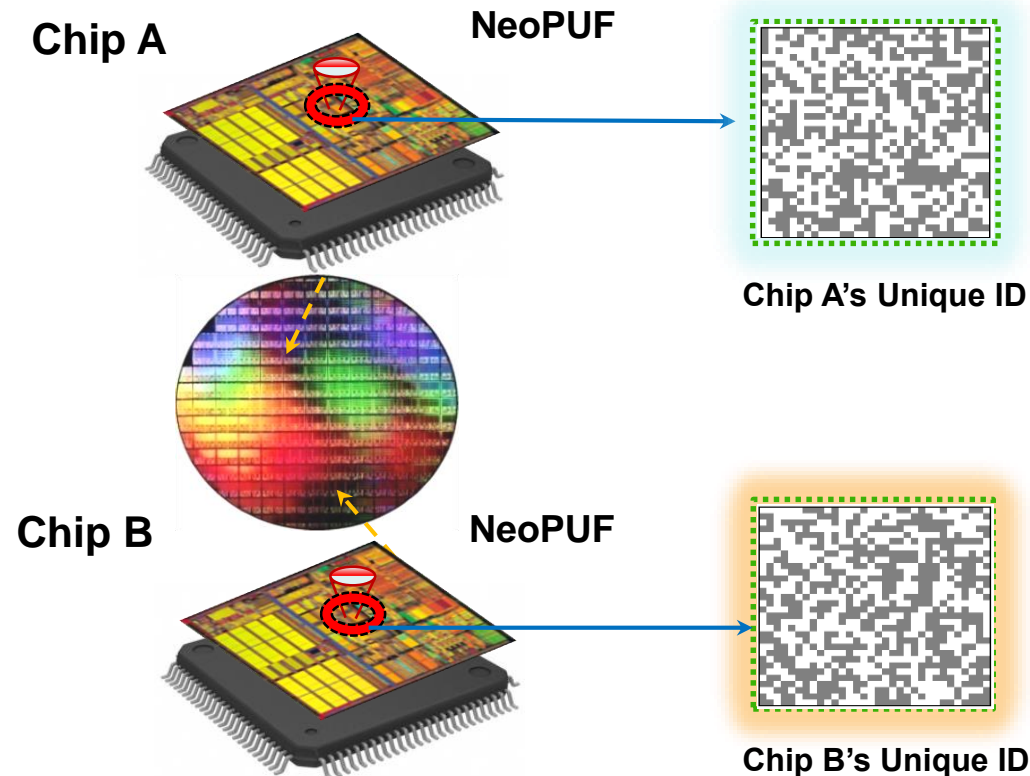 Chip A
NeoPUF
Chip A’s Unique ID
Chip B
NeoPUF
Chip B’s Unique ID